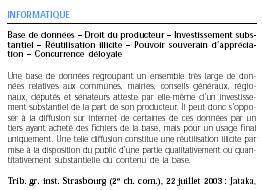 INFORMATIQUE
Base de données – Droit du producteur – Investissement subs-
tantiel – Réutilisation illicite – Pouvoir souverain d'apprécia-
tion – Concurrence déloyale
Une base de données regroupant un ensemble très large de don-
nées relatives aux communes, mairies, conseils généraux, régio-
naux, députés et sénateurs atteste par elle-même d'un investisse-
ment substantiel de la part de son producteur. Il peut donc s'oppo-
ser à la diffusion sur internet de certaines de ces données par un
tiers ayant acheté des fichiers de la base, mais pour un usage final
uniquement. Une telle diffusion constitue une réutilisation illicite par
mise à la disposition du public d'une partie qualitativement ou quan-
titativement substantielle du contenu de la base.
Trib. gr. inst. Strasbourg (2e ch. com.), 22 juillet 2003 : Jataka,